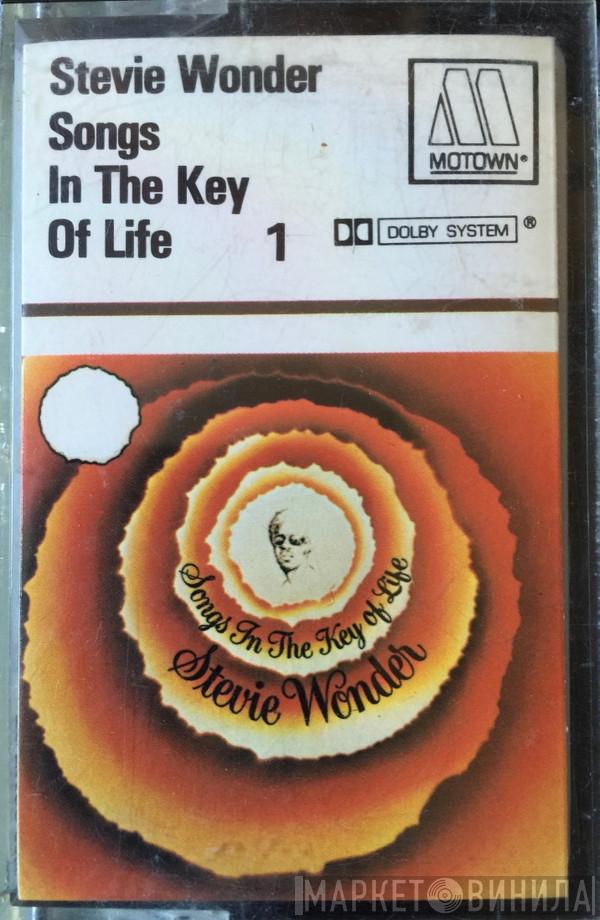 Stevie Wonder
Songs
In The Key
Of Life 1
MOTOWN®
DOLBY SYSTEM ®
Songs In The Key of Life
Stevie Wonder
МАРКЕТ ВИНИЛА